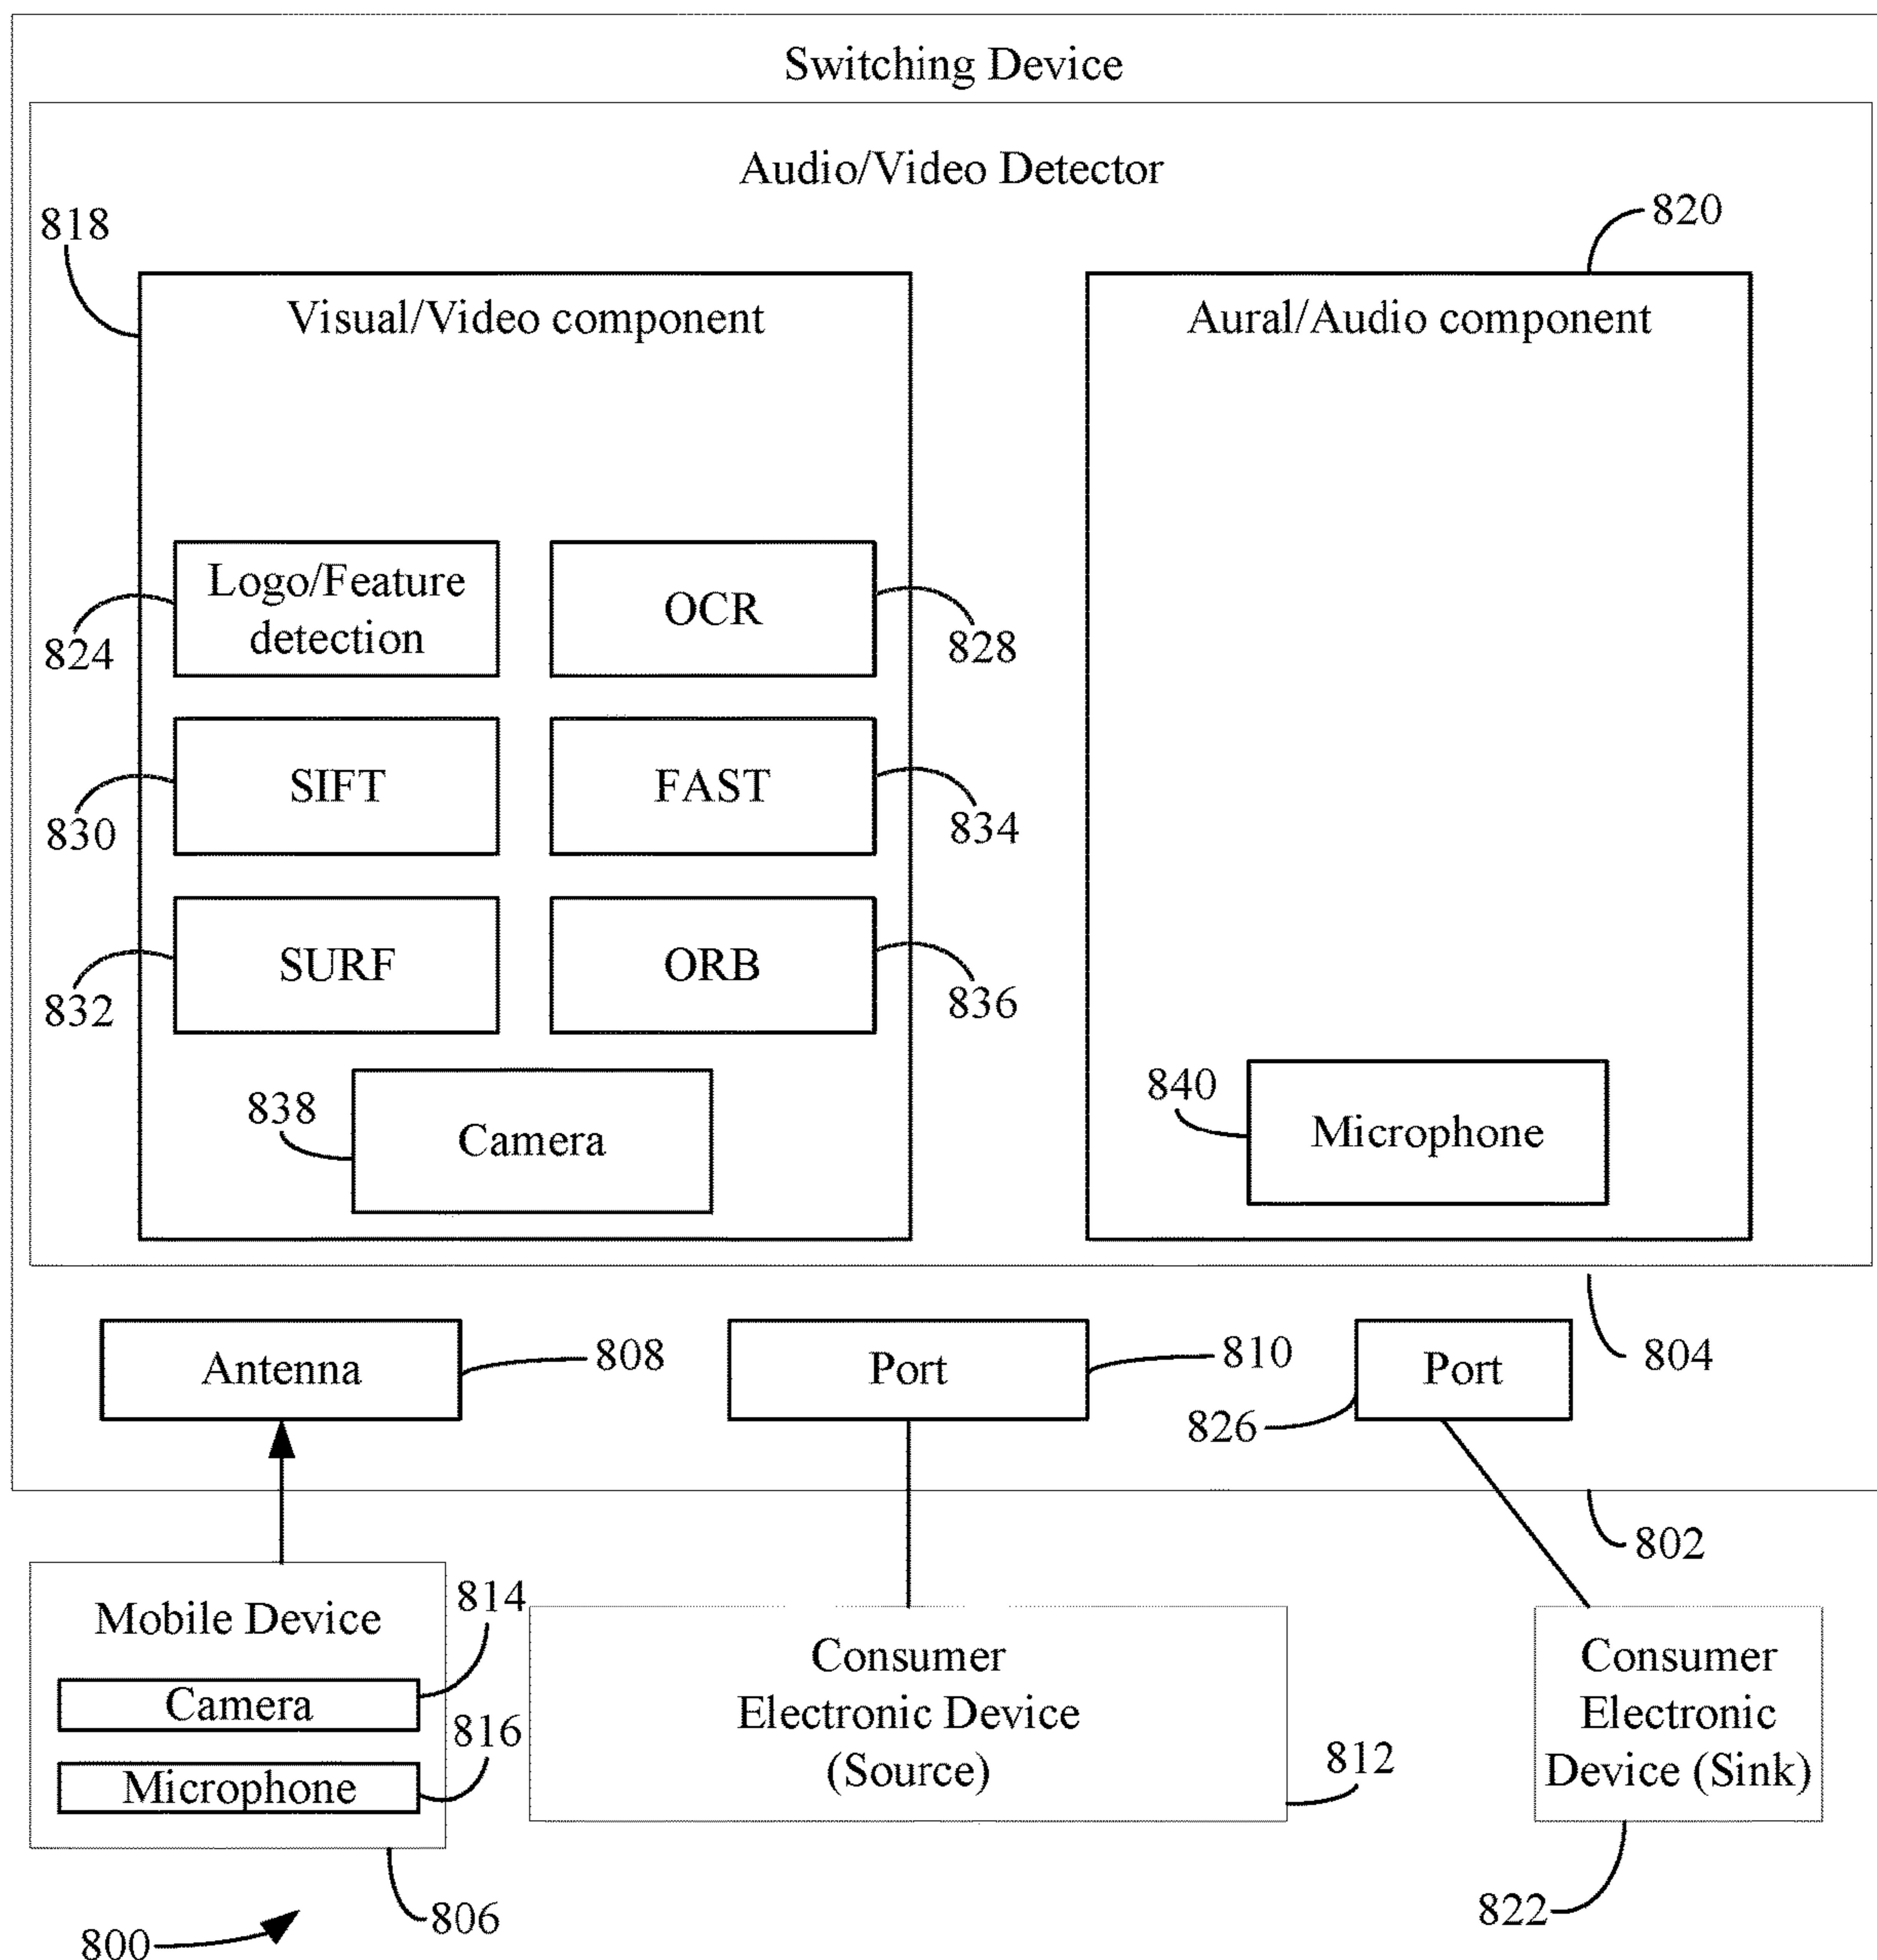 Switching Device
Audio/Video Detector
818
820
Visual/Video component
Aural/Audio component
Logo/Feature
detection
OCR
824
828
SIFT
FAST
830
834
SURF
ORB
832
836
838
Camera
840
Microphone
Antenna
808
Port
810
Port
826
804
802
Mobile Device
814
Camera
816
Microphone
806
Consumer
Electronic Device
(Source)
812
Consumer
Electronic
Device (Sink)
822
800